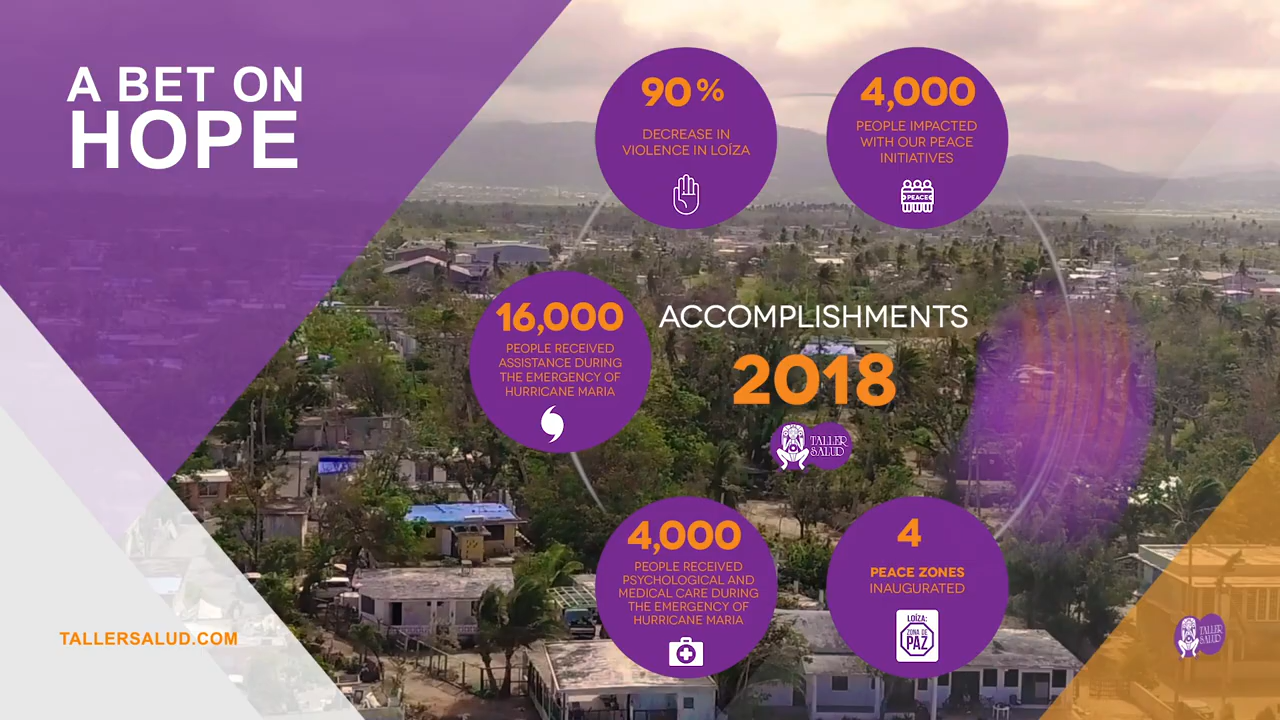 A BET ON
HOPE
90%
DECREASE IN
VIOLENCE IN LOÍZA
4,000
PEOPLE IMPACTED
WITH OUR PEACE
INITIATIVES
PEACE
16,000
PEOPLE RECEIVED
ASSISTANCE DURING
THE EMERGENCY OF
HURRICANE MARIA
ACCOMPLISHMENTS
2018
TALLER
SALUD
4,000
PEOPLE RECEIVED
PSYCHOLOGICAL AND
MEDICAL CARE DURING
THE EMERGENCY OF
HURRICANE MARIA
4
PEACE ZONES
INAUGURATED
LOÍZA:
ZONA DE
PAZ
TALLERSALUD.COM
TALLER
SALUD